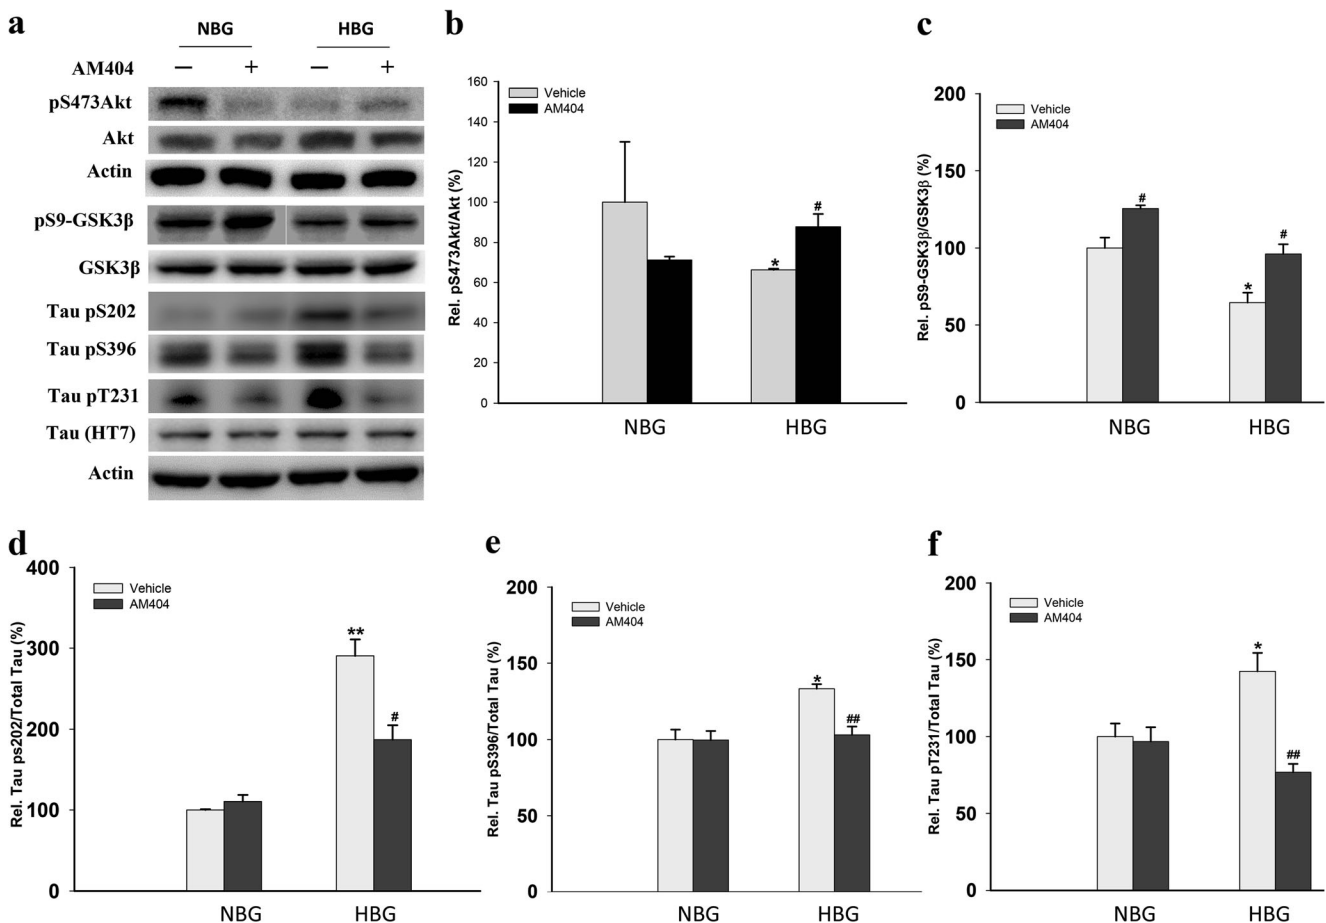 a
NBG
HBG
AM404
— + — +
pS473Akt
Akt
Actin
pS9-GSK3β
GSK3β
Tau pS202
Tau pS396
Tau pT231
Tau (HT7)
Actin
b
Rel. pS473Akt/Akt (%)
160
140
120
100
80
60
40
20
0
Vehicle
AM404
*
#
NBG
HBG
c
Rel. pS9-GSK3β/GSK3β (%)
200
150
100
50
0
Vehicle
AM404
#
*
#
NBG
HBG
d
Rel. Tau ps202/Total Tau (%)
400
300
200
100
0
Vehicle
AM404
**
#
NBG
HBG
e
Rel. Tau pS396/Total Tau (%)
200
150
100
50
0
Vehicle
AM404
*
##
NBG
HBG
f
Rel. Tau pT231/Total Tau (%)
200
150
100
50
0
Vehicle
AM404
*
##
NBG
HBG